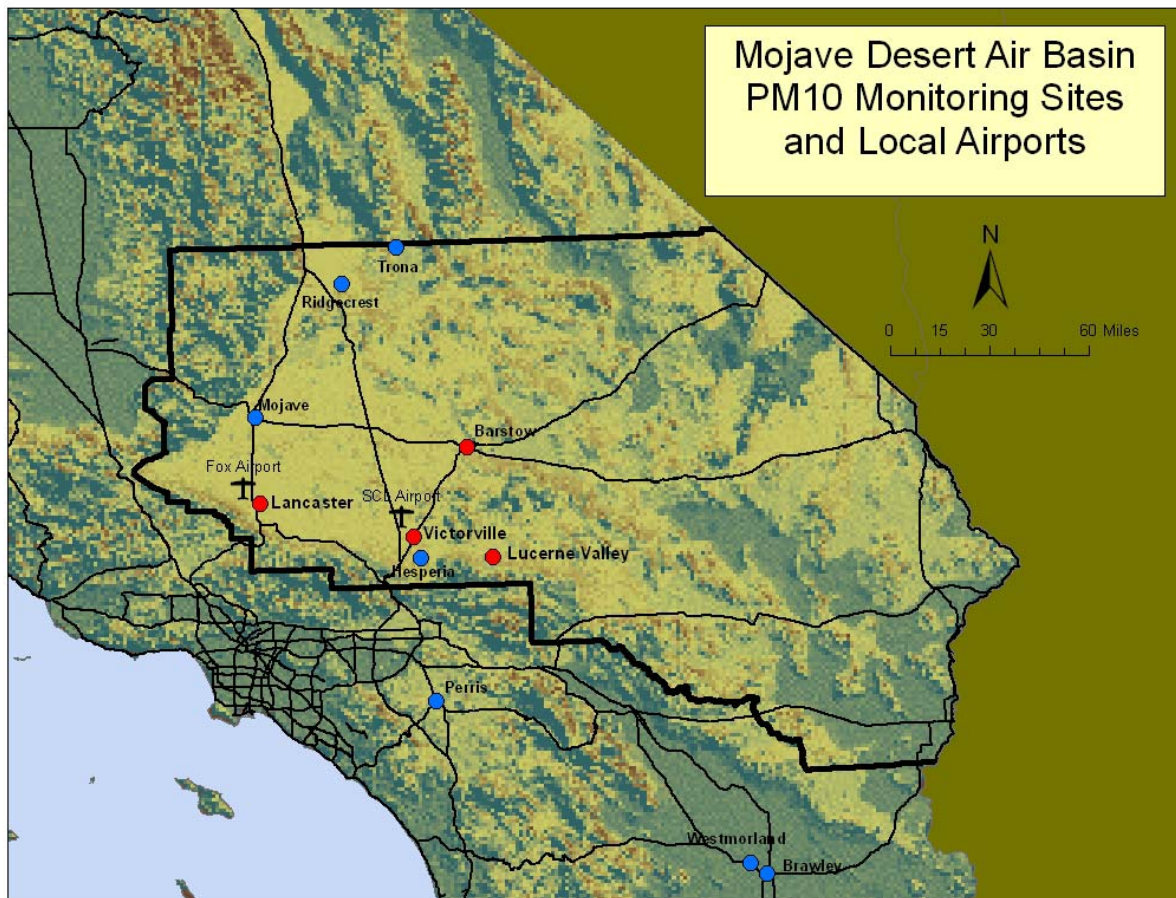 Mojave Desert Air Basin
PM10 Monitoring Sites
and Local Airports
N
0 15 30 60 Miles
Trona
Ridgecrest
Mojave
Barstow
Fox Airport
SCL Airport
Lancaster
Victorville
Lucerne Valley
Hesperia
Perris
Westmorland
Brawley